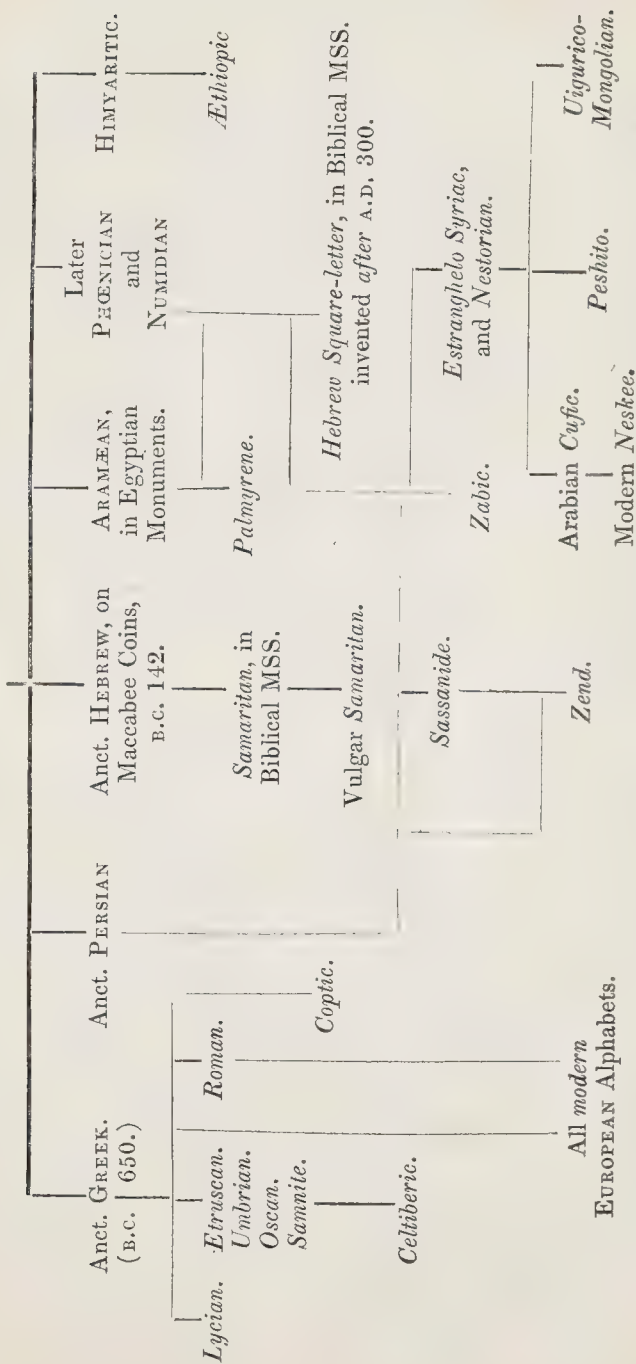 Anct. GREEK.
(B.C. 650.)
Lycian.
Etruscan.
Umbrian.
Oscan.
Samnite.
Celtiberic.
Roman.
Coptic.
All modern
EUROPEAN Alphabets.
Anct. PERSIAN
Anct. HEBREW, on
Maccabee Coins,
B.C. 142.
Samaritan, in
Biblical MSS.
Vulgar Samaritan.
Sassanide.
Zend.
ARAMÆAN,
in Egyptian
Monuments.
Palmyrene.
Later
PHŒNICIAN
and
NUMIDIAN
Hebrew Square-letter, in Biblical MSS.
invented after A.D. 300.
Zabic.
Estranghelo Syriac,
and Nestorian.
Arabian Cufic.
Modern Neskee.
Peshito.
Uigurico-
Mongolian.
HIMYARITIC.
Æthiopic